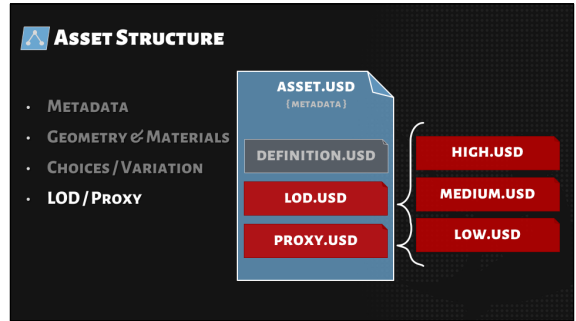 Asset Structure
Metadata
Geometry & Materials
Choices / Variation
LOD / Proxy
ASSET.USD
{METADATA}
DEFINITION.USD
LOD.USD
PROXY.USD
HIGH.USD
MEDIUM.USD
LOW.USD